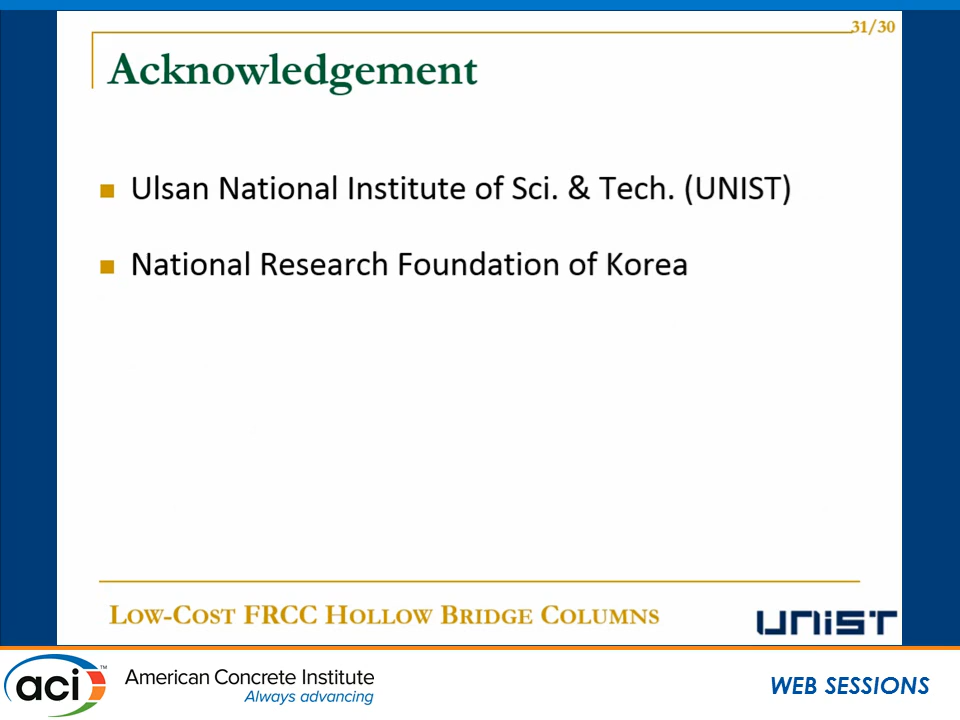 31/30
Acknowledgement
Ulsan National Institute of Sci. & Tech. (UNIST)
National Research Foundation of Korea
LOW-COST FRCC HOLLOW BRIDGE COLUMNS
UNIST
aci™
American Concrete Institute
Always advancing
WEB SESSIONS